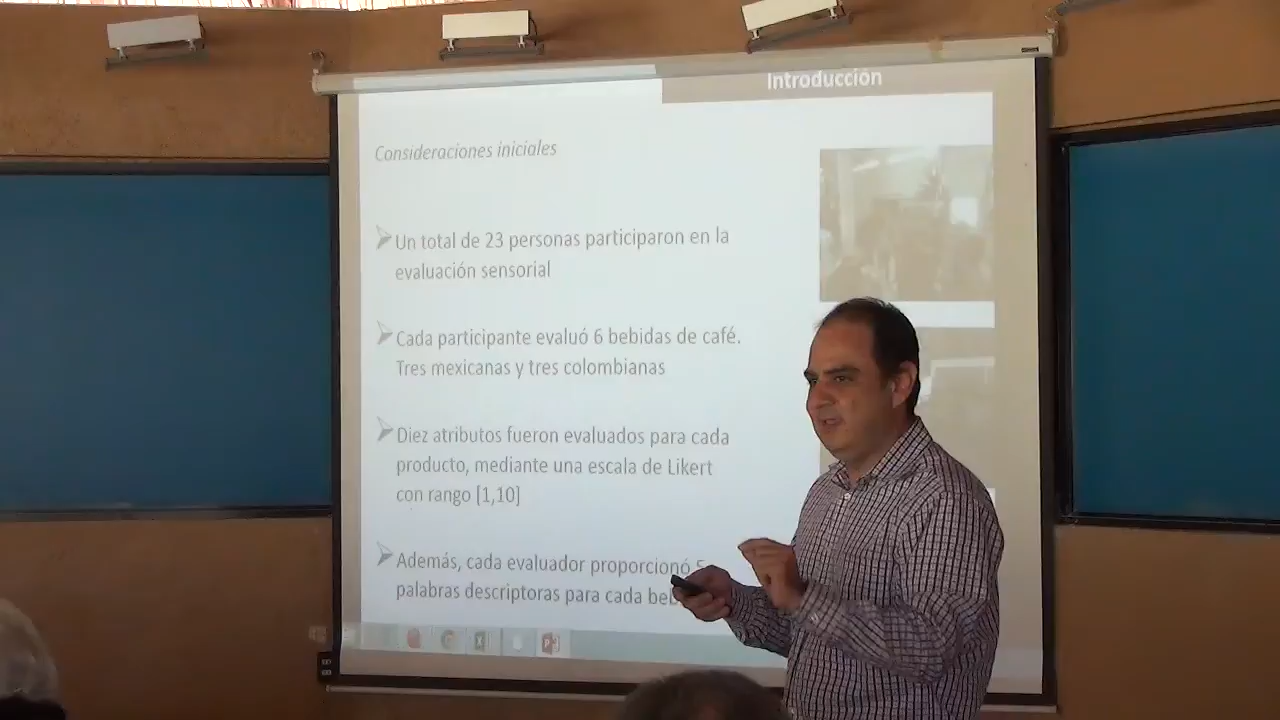 Introducción
Consideraciones iniciales
Un total de 23 personas participaron en la
evaluación sensorial
Cada participante evaluó 6 bebidas de café.
Tres mexicanas y tres colombianas
Diez atributos fueron evaluados para cada
producto, mediante una escala de Likert
con rango [1,10]
Además, cada evaluador proporcionó 5
palabras descriptoras para cada beb